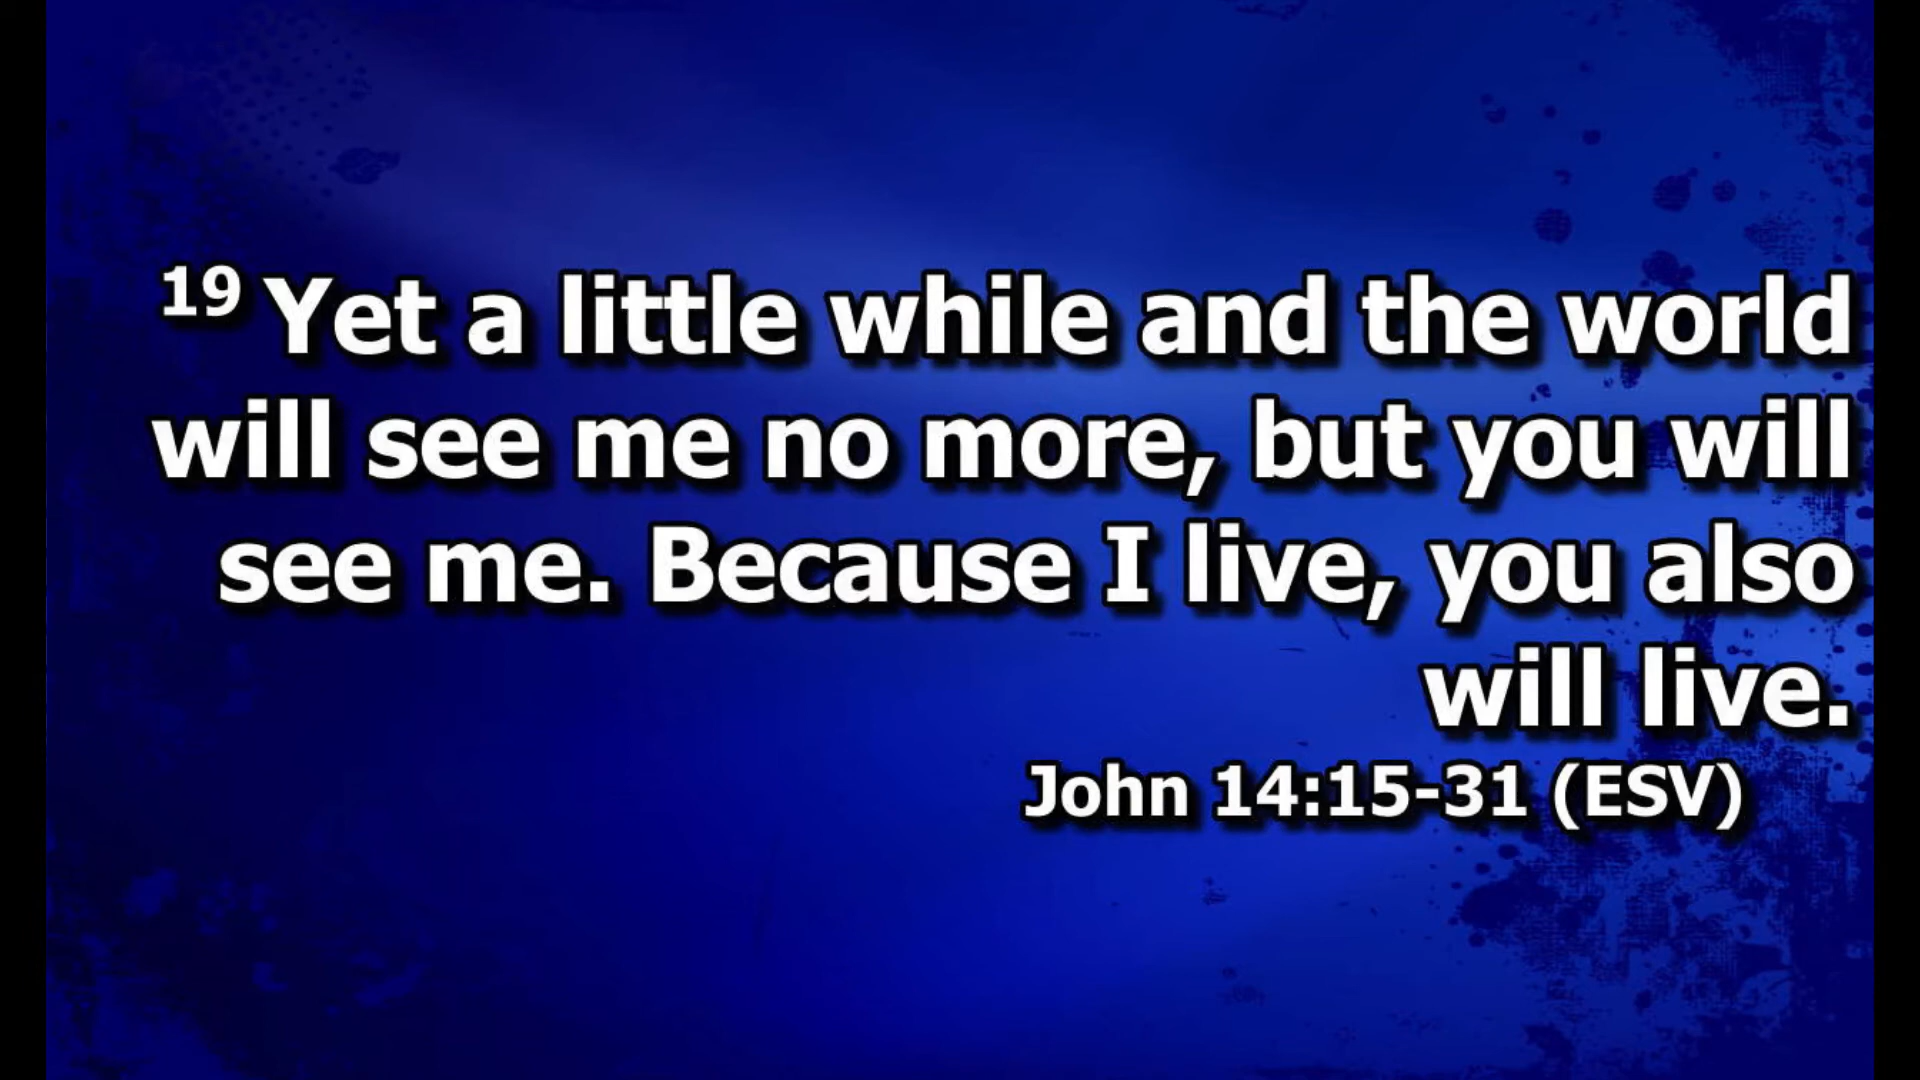 19 Yet a little while and the world
will see me no more, but you will
see me. Because I live, you also
will live.
John 14:15-31 (ESV)